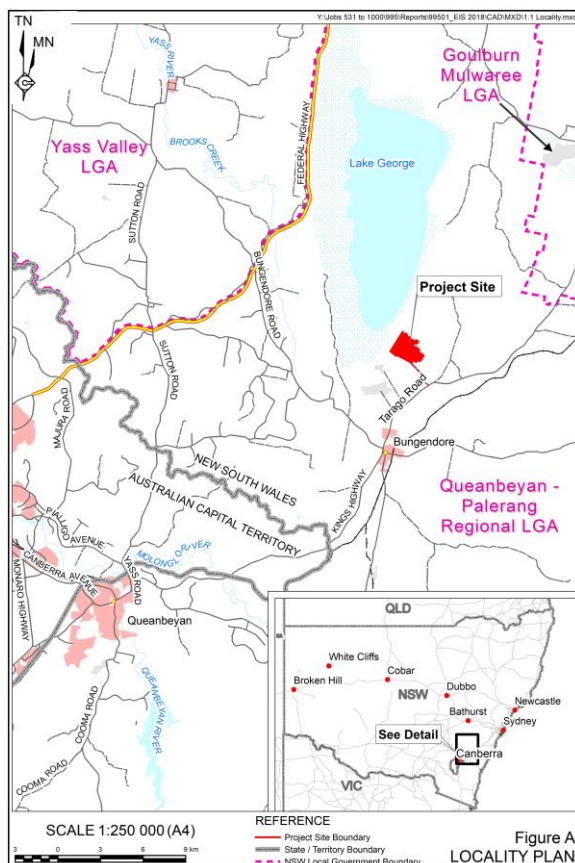 Y:\Jobs 531 to 1000\995\Reports\99501_EIS 2018\CAD\MXD\1.1 Locality.mxd
TN
MN
YASS
RIVER
Goulburn
Mulwaree
LGA
Yass Valley
LGA
BROOKS CREEK
FEDERAL HIGHWAY
Lake George
SUTTON ROAD
BUNGENDORE ROAD
Project Site
SUTTON ROAD
Tarago Road
MAJURA ROAD
Bungendore
NEW SOUTH WALES
AUSTRALIAN CAPITAL TERRITORY
KINGS HIGHWAY
Queanbeyan -
Palerang
Regional LGA
PIALLIGO
AVENUE
MOLONGLO RIVER
CANBERRA AVENUE
YASS ROAD
MONARO HIGHWAY
Queanbeyan
QUEANBEYAN
RIVER
COOMA ROAD
COOMA ROAD
QLD
White Cliffs
Cobar
Broken Hill
NSW
Dubbo
Newcastle
Bathurst
Sydney
See Detail
Canberra
VIC
SCALE 1:250 000 (A4)
3 0 3 6 9 km
REFERENCE
Project Site Boundary
State / Territory Boundary
NSW Local Government Boundary
Figure A
LOCALITY PLAN